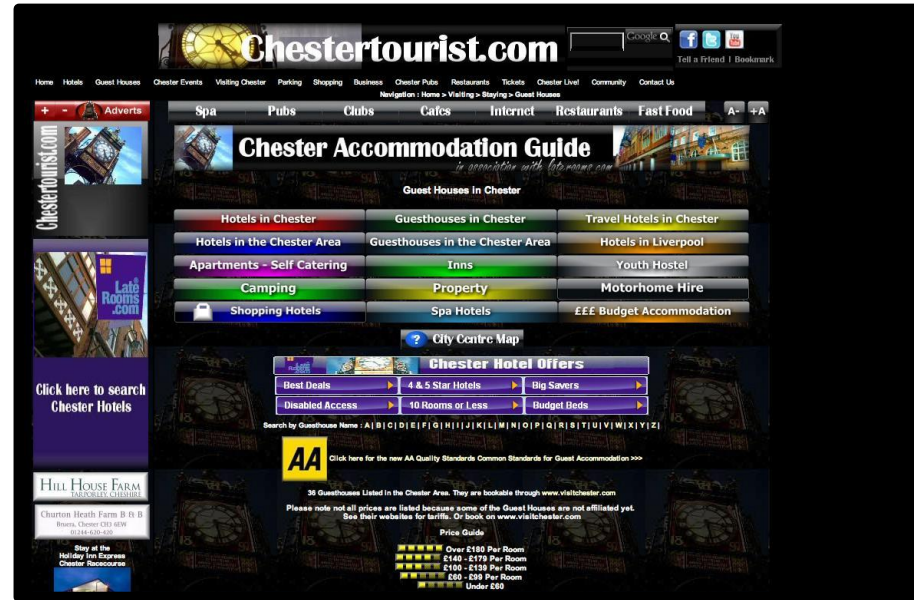 Chestertourist.com
Google
Tell a Friend | Bookmark
Home Hotels Guest Houses Chester Events Visiting Chester Parking Shopping Business Chester Pubs Restaurants Tickets Chester Live! Community Contact Us
Navigation : Home > Visiting > Staying > Guest Houses
+ - Adverts
Spa Pubs Clubs Cafes Internet Restaurants Fast Food A- +A
Chestertourist.com
Chester Accommodation Guide
in association with laterooms.com
Guest Houses in Chester
Hotels in Chester Guesthouses in Chester Travel Hotels in Chester
Hotels in the Chester Area Guesthouses in the Chester Area Hotels in Liverpool
Apartments - Self Catering Inns Youth Hostel
Camping Property Motorhome Hire
Shopping Hotels Spa Hotels £££ Budget Accommodation
? City Centre Map
Late Rooms .com
Click here to search Chester Hotels
Chester Hotel Offers
Best Deals 4 & 5 Star Hotels Big Savers
Disabled Access 10 Rooms or Less Budget Beds
Search by Guesthouse Name : A| B| C| D| E| F| G| H| I| J| K| L| M| N| O| P| Q| R| S| T| U| V| W| X| Y| Z|
AA
Click here for the new AA Quality Standards Common Standards for Guest Accommodation >>>
HILL HOUSE FARM
TARPORLEY, CHESHIRE
Churton Heath Farm B & B
Bruera, Chester CH3 6EW
01244-620-420
Stay at the
Holiday Inn Express
Chester Racecourse
36 Guesthouses Listed in the Chester Area. They are bookable through www.visitchester.com
Please note not all prices are listed because some of the Guest Houses are not affiliated yet.
See their websites for tariffs. Or book on www.visitchester.com
Price Guide
Over £180 Per Room
£140 - £179 Per Room
£100 - £139 Per Room
£60 - £99 Per Room
Under £60